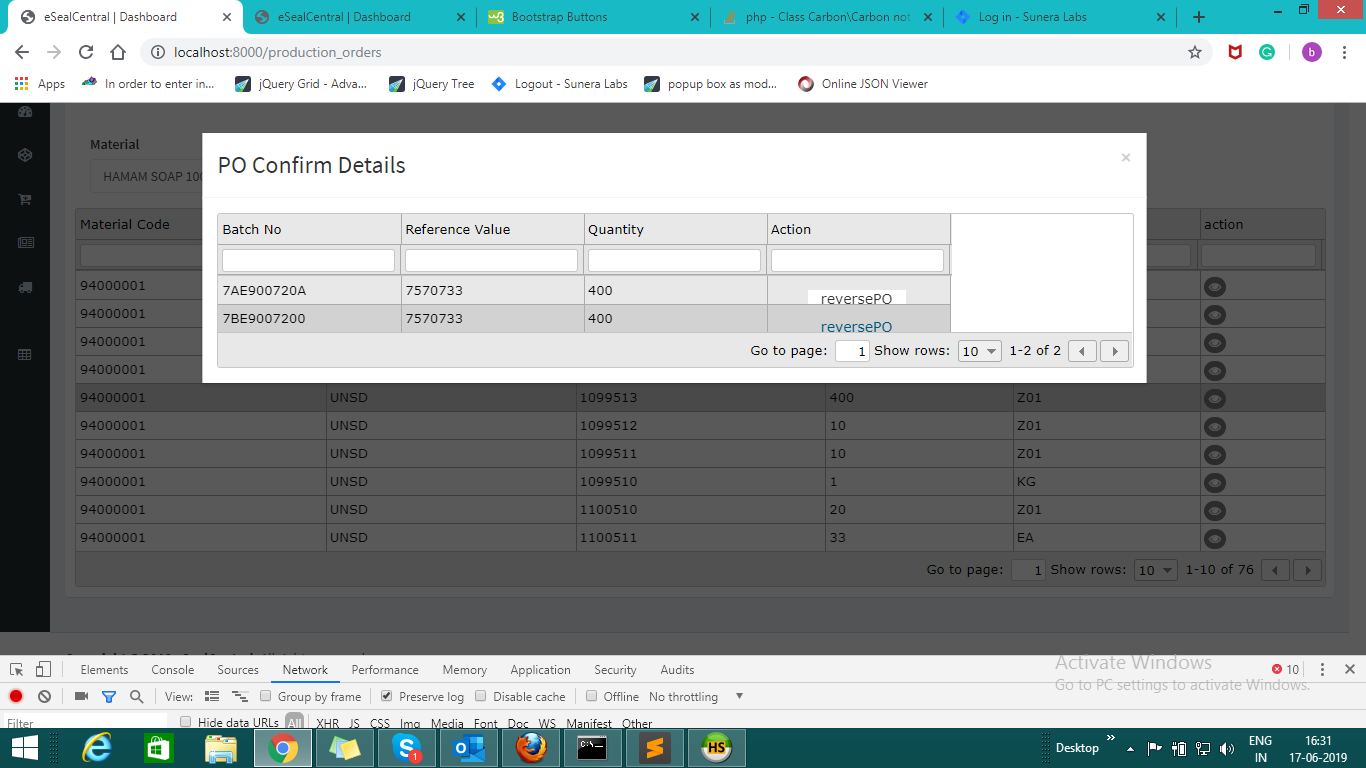 eSealCentral | Dashboard
eSealCentral | Dashboard
Bootstrap Buttons
php - Class Carbon\Carbon not
Log in - Sunera Labs
localhost:8000/production_orders
b
Apps
In order to enter in...
jQuery Grid - Adva...
jQuery Tree
Logout - Sunera Labs
popup box as mod...
Online JSON Viewer
Material
HAMAM SOAP 100
PO Confirm Details
×
Batch No Reference Value Quantity Action
7AE900720A 7570733 400 reversePO
7BE9007200 7570733 400 reversePO
Go to page: 1 Show rows: 10 1-2 of 2
Material Code action
94000001
94000001
94000001
94000001
94000001 UNSD 1099513 400 Z01
94000001 UNSD 1099512 10 Z01
94000001 UNSD 1099511 10 Z01
94000001 UNSD 1099510 1 KG
94000001 UNSD 1100510 20 Z01
94000001 UNSD 1100511 33 EA
Go to page: 1 Show rows: 10 1-10 of 76
Elements Console Sources Network Performance Memory Application Security Audits 10
View: Group by frame Preserve log Disable cache Offline No throttling
Activate Windows
Go to PC settings to activate Windows.
Filter Hide data URLs All XHR JS CSS Img Media Font Doc WS Manifest Other
Desktop
ENG
IN
16:31
17-06-2019